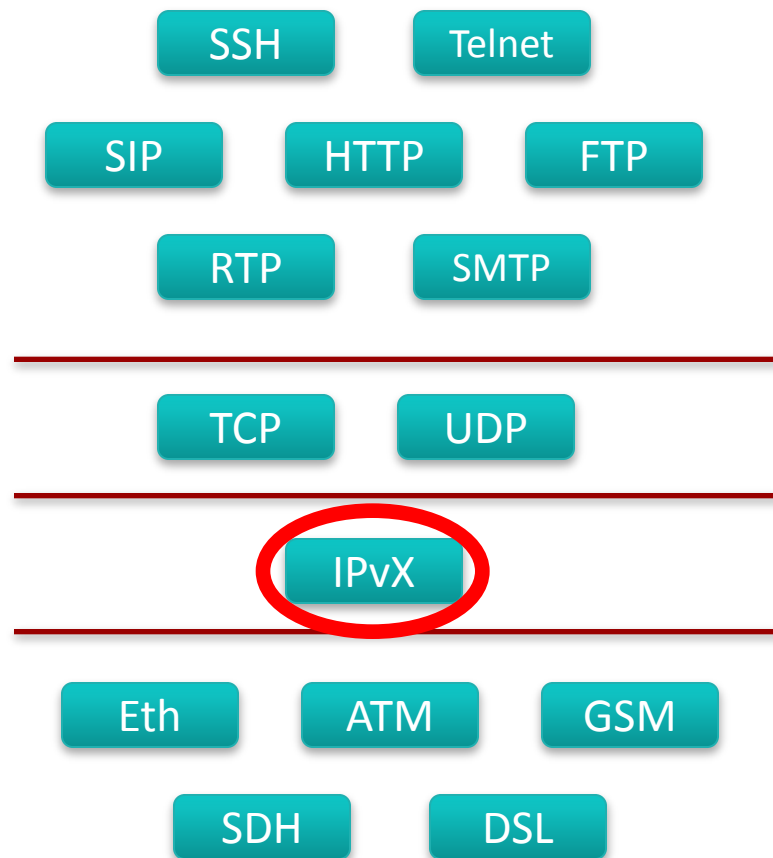 SSH Telnet
SIP HTTP FTP
RTP SMTP
TCP UDP
IPvX
Eth ATM GSM
SDH DSL